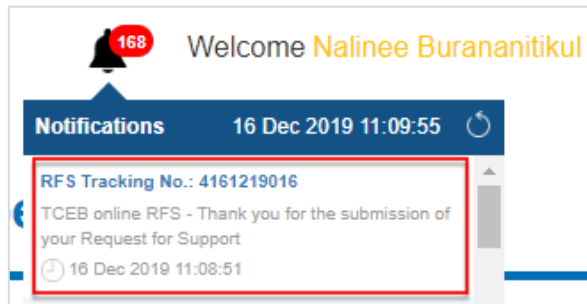 168
Welcome Nalinee Burananitikul
Notifications 16 Dec 2019 11:09:55
RFS Tracking No.: 4161219016
TCEB online RFS - Thank you for the submission of
your Request for Support
16 Dec 2019 11:08:51